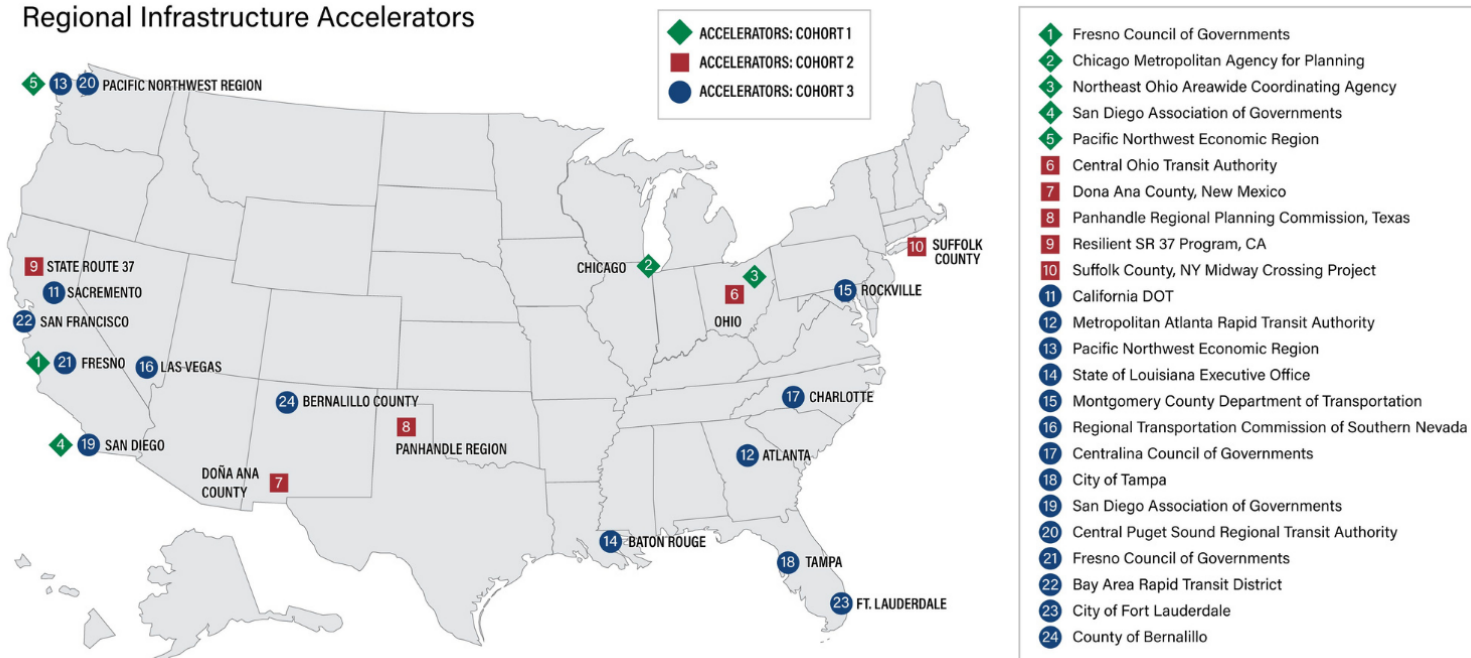 Regional Infrastructure Accelerators
ACCELERATORS: COHORT 1
ACCELERATORS: COHORT 2
ACCELERATORS: COHORT 3
5 13 20 PACIFIC NORTHWEST REGION
9 STATE ROUTE 37
11 SACREMENTO
22 SAN FRANCISCO
1 21 FRESNO
16 LAS VEGAS
4 19 SAN DIEGO
24 BERNALILLO COUNTY
8
PANHANDLE REGION
DOÑA ANA
COUNTY
7
CHICAGO 2
3
6
OHIO
10 SUFFOLK
COUNTY
15 ROCKVILLE
17 CHARLOTTE
12 ATLANTA
14 BATON ROUGE
18 TAMPA
23 FT. LAUDERDALE
1 Fresno Council of Governments
2 Chicago Metropolitan Agency for Planning
3 Northeast Ohio Areawide Coordinating Agency
4 San Diego Association of Governments
5 Pacific Northwest Economic Region
6 Central Ohio Transit Authority
7 Dona Ana County, New Mexico
8 Panhandle Regional Planning Commission, Texas
9 Resilient SR 37 Program, CA
10 Suffolk County, NY Midway Crossing Project
11 California DOT
12 Metropolitan Atlanta Rapid Transit Authority
13 Pacific Northwest Economic Region
14 State of Louisiana Executive Office
15 Montgomery County Department of Transportation
16 Regional Transportation Commission of Southern Nevada
17 Centralina Council of Governments
18 City of Tampa
19 San Diego Association of Governments
20 Central Puget Sound Regional Transit Authority
21 Fresno Council of Governments
22 Bay Area Rapid Transit District
23 City of Fort Lauderdale
24 County of Bernalillo